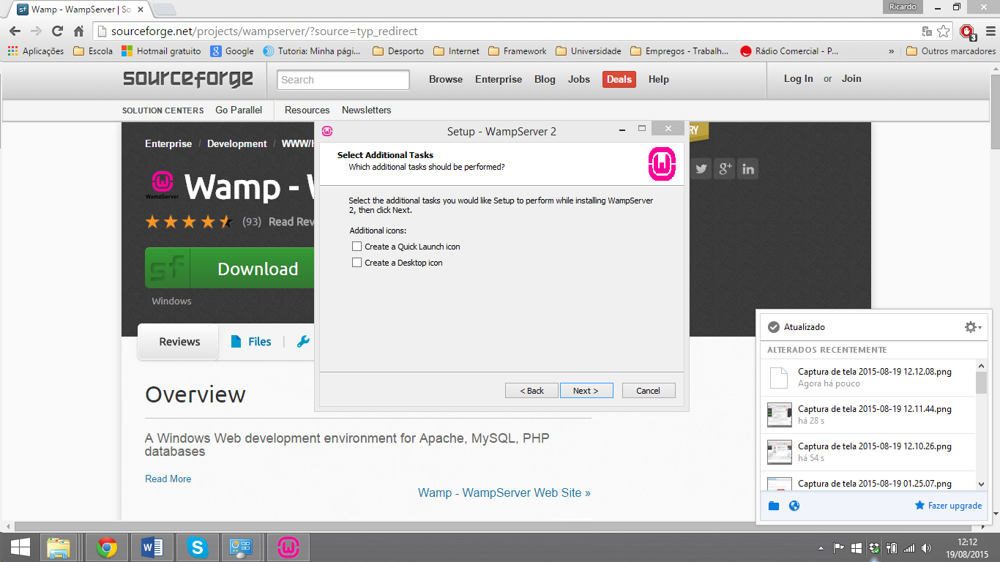 Wamp - WampServer | So
Ricardo
sourceforge.net/projects/wampserver/?source=typ_redirect
3
Aplicações
Escola
Hotmail gratuito
Google
Tutoria: Minha pági...
Desporto
Internet
Framework
Universidade
Empregos - Trabalh...
Rádio Comercial - P...
»
Outros marcadores
sourceforge
Search
Browse
Enterprise
Blog
Jobs
Deals
Help
Log In or Join
SOLUTION CENTERS
Go Parallel
Resources
Newsletters
Enterprise / Development / WWW/H
RY
Wamp - W
WampServer
(93) Read Rev
sf Download
Windows
Reviews
Files
Setup - WampServer 2
Select Additional Tasks
Which additional tasks should be performed?
Select the additional tasks you would like Setup to perform while installing WampServer
2, then click Next.
Additional icons:
Create a Quick Launch icon
Create a Desktop icon
< Back
Next >
Cancel
Overview
A Windows Web development environment for Apache, MySQL, PHP
databases
Read More
Wamp - WampServer Web Site »
Atualizado
ALTERADOS RECENTEMENTE
Captura de tela 2015-08-19 12.12.08.png
Agora há pouco
Captura de tela 2015-08-19 12.11.44.png
há 28 s
Captura de tela 2015-08-19 12.10.26.png
há 54 s
Captura de tela 2015-08-19 01.25.07.png
Fazer upgrade
12:12
19/08/2015